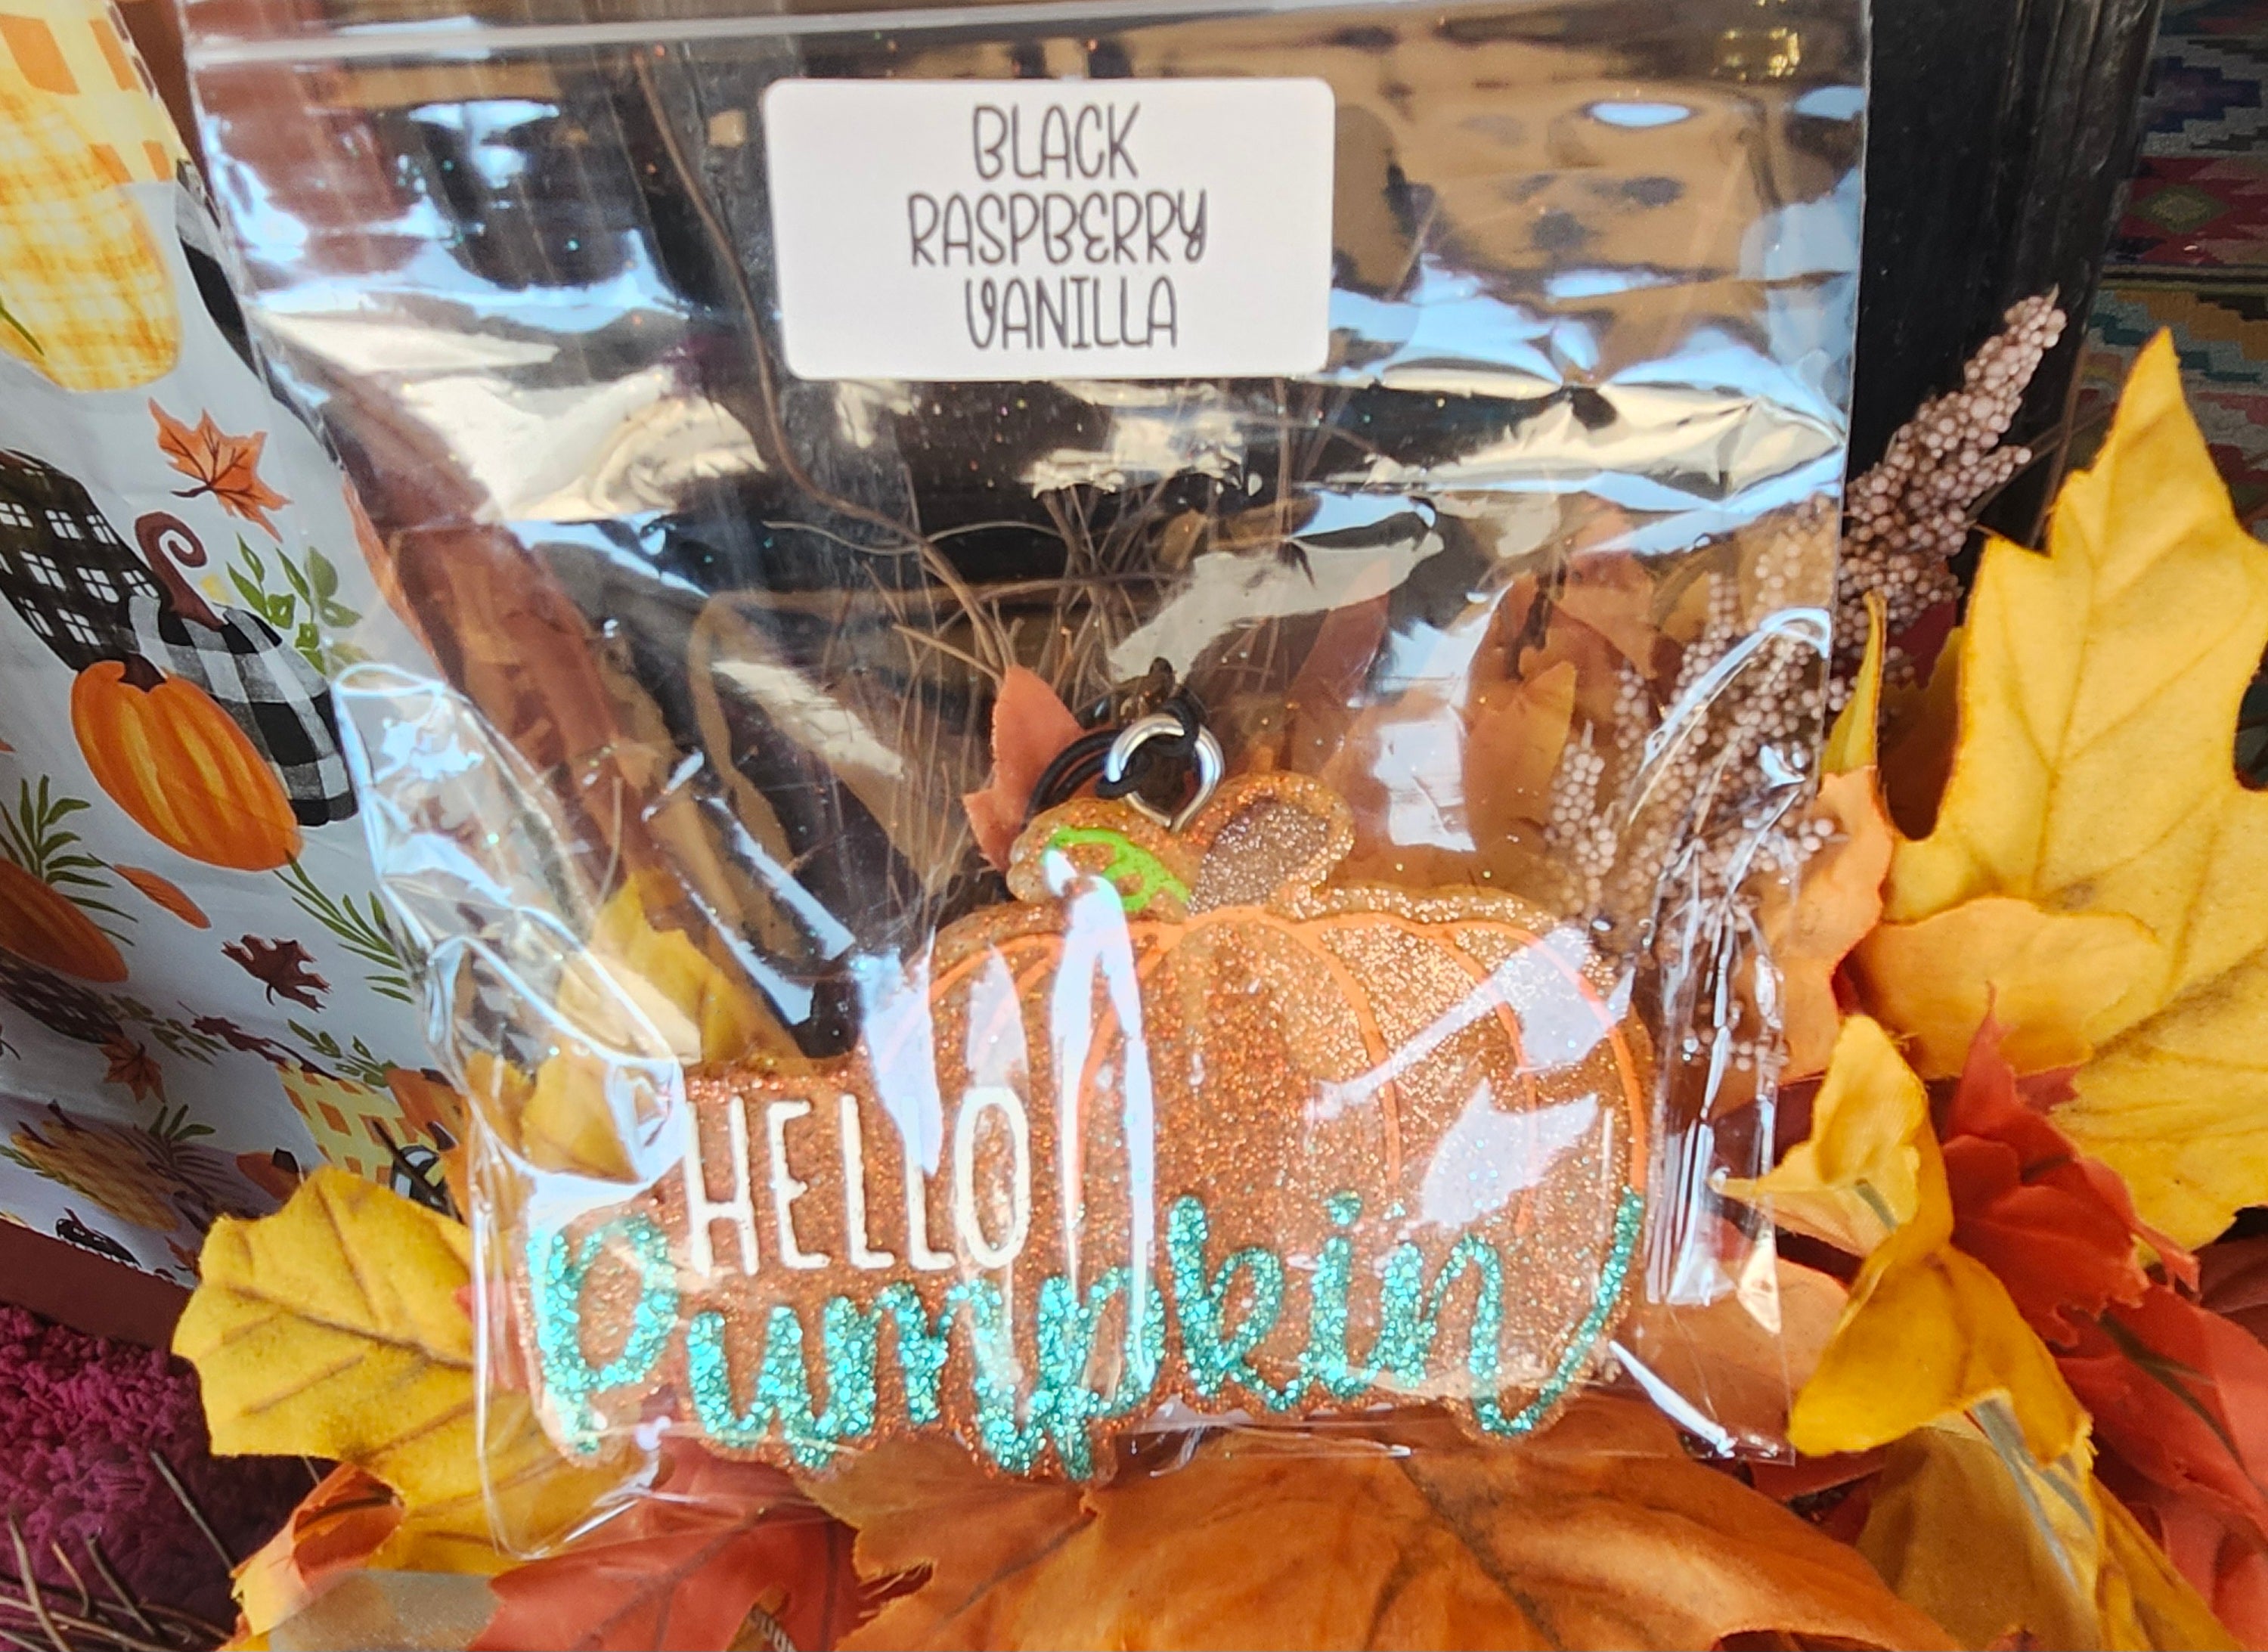 BLACK
RASPBERRY
VANILLA
HELLO
Pumpkin